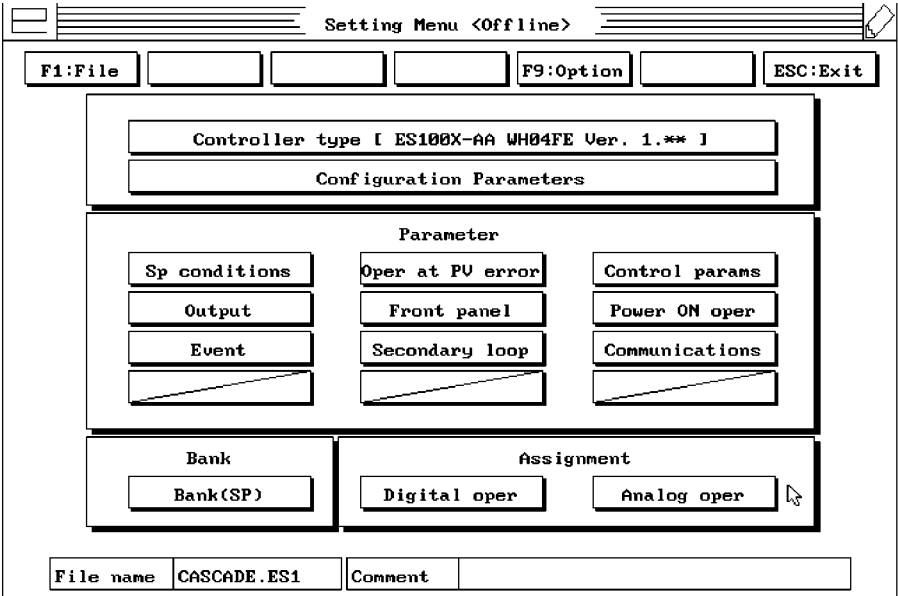 Setting Menu <Offline>
F1:File F9:Option ESC:Exit
Controller type [ ES100X-AA WH04FE Ver. 1.** ]
Configuration Parameters
Parameter
Sp conditions Oper at PV error Control params
Output Front panel Power ON oper
Event Secondary loop Communications
Bank Assignment
Bank(SP) Digital oper Analog oper
File name CASCADE.ES1 Comment